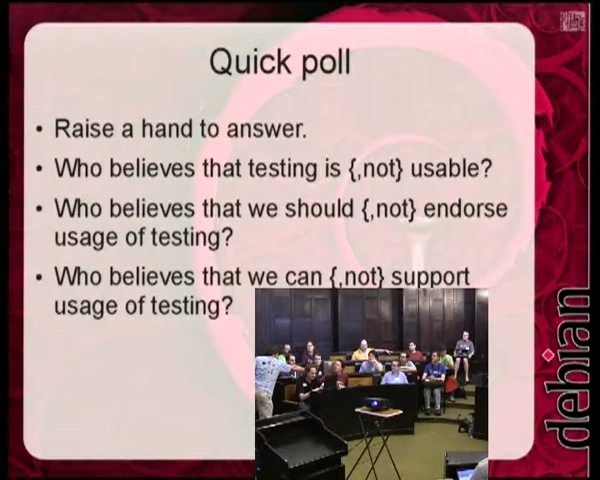 Quick poll
• Raise a hand to answer.
• Who believes that testing is {,not} usable?
• Who believes that we should {,not} endorse
usage of testing?
• Who believes that we can {,not} support
usage of testing?
debian